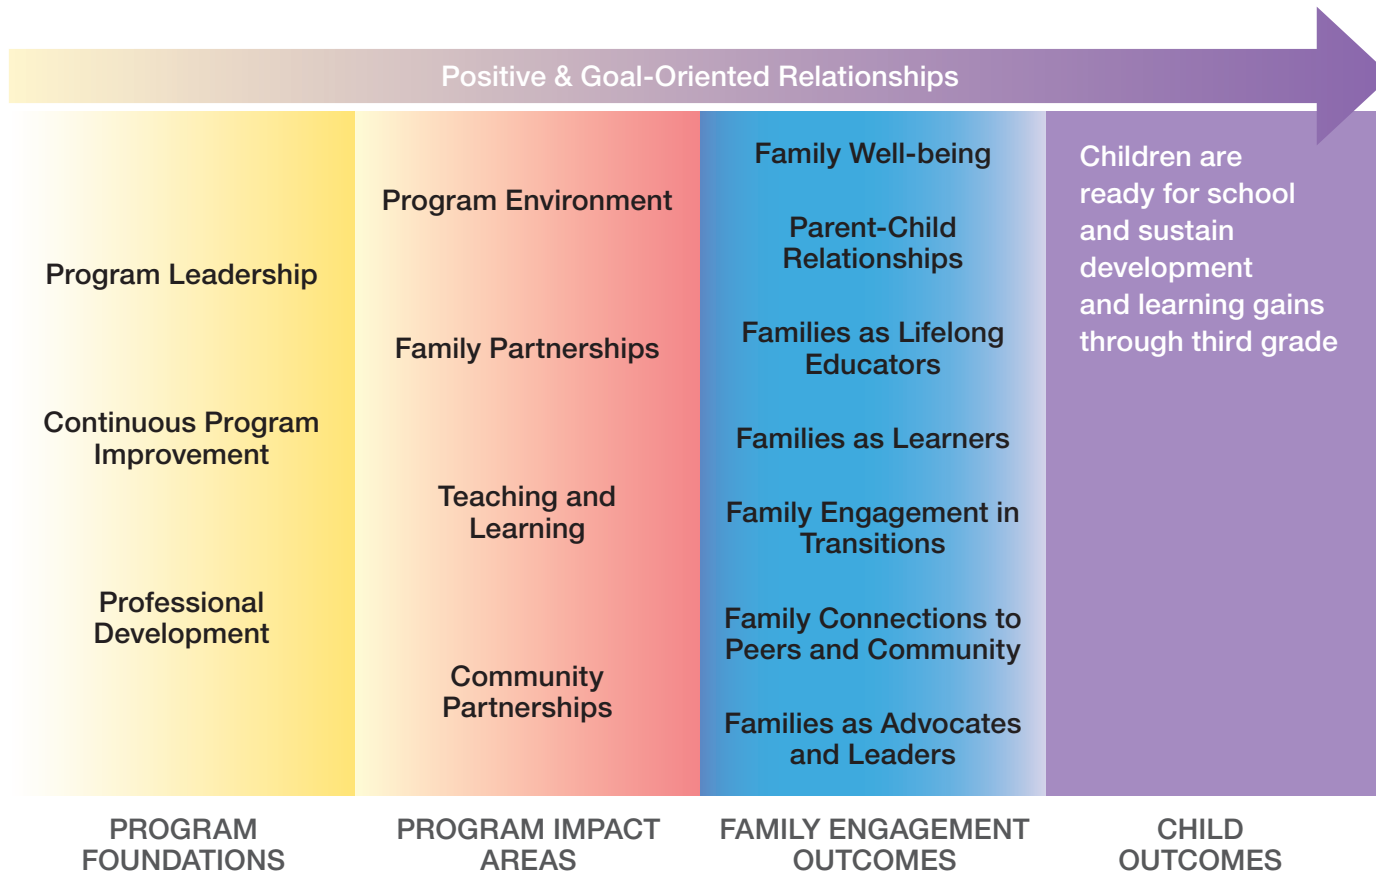 Positive & Goal-Oriented Relationships
Program Leadership
Continuous Program
Improvement
Professional
Development
PROGRAM
FOUNDATIONS
Program Environment
Family Partnerships
Teaching and
Learning
Community
Partnerships
PROGRAM IMPACT
AREAS
Family Well-being
Parent-Child
Relationships
Families as Lifelong
Educators
Families as Learners
Family Engagement in
Transitions
Family Connections to
Peers and Community
Families as Advocates
and Leaders
FAMILY ENGAGEMENT
OUTCOMES
Children are
ready for school
and sustain
development
and learning gains
through third grade
CHILD
OUTCOMES